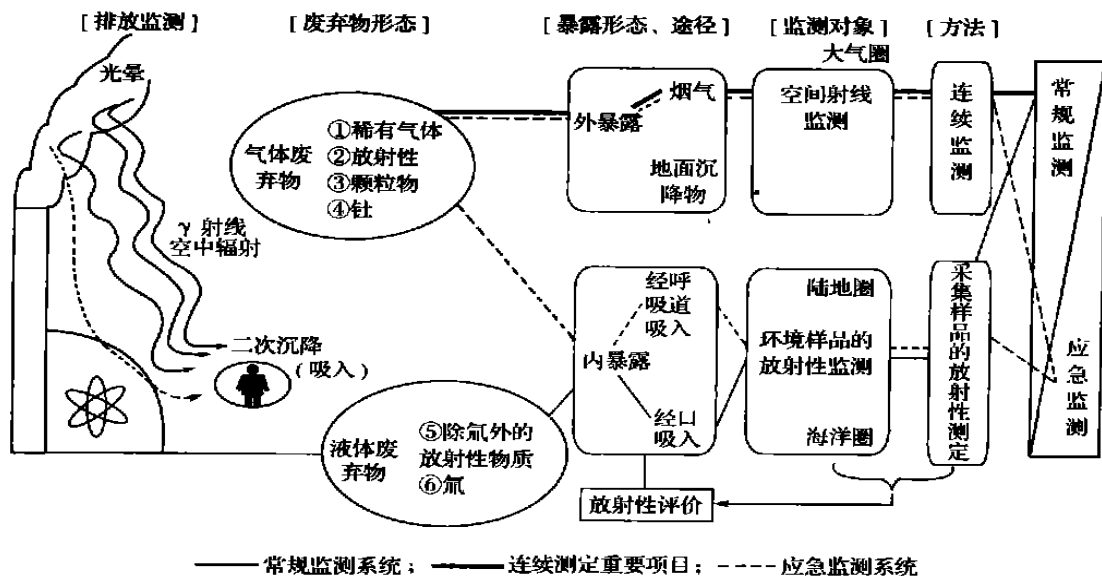 [排放监测]
[废弃物形态]
[暴露形态、途径]
[监测对象]
[方法]
光晕
γ 射线
空中辐射
二次沉降
(吸入)
气体废
弃物
①稀有气体
②放射性
③颗粒物
④钍
液体废
弃物
⑤除氚外的
放射性物质
⑥氚
外暴露
烟气
地面沉
降物
内暴露
经呼
吸道
吸入
经口
吸入
放射性评价
大气圈
空间射线
监测
陆地圈
环境样品的
放射性监测
海洋圈
连续监测
采集样品的放射性测定
常规监测
应急监测
常规监测系统；
连续测定重要项目；
应急监测系统